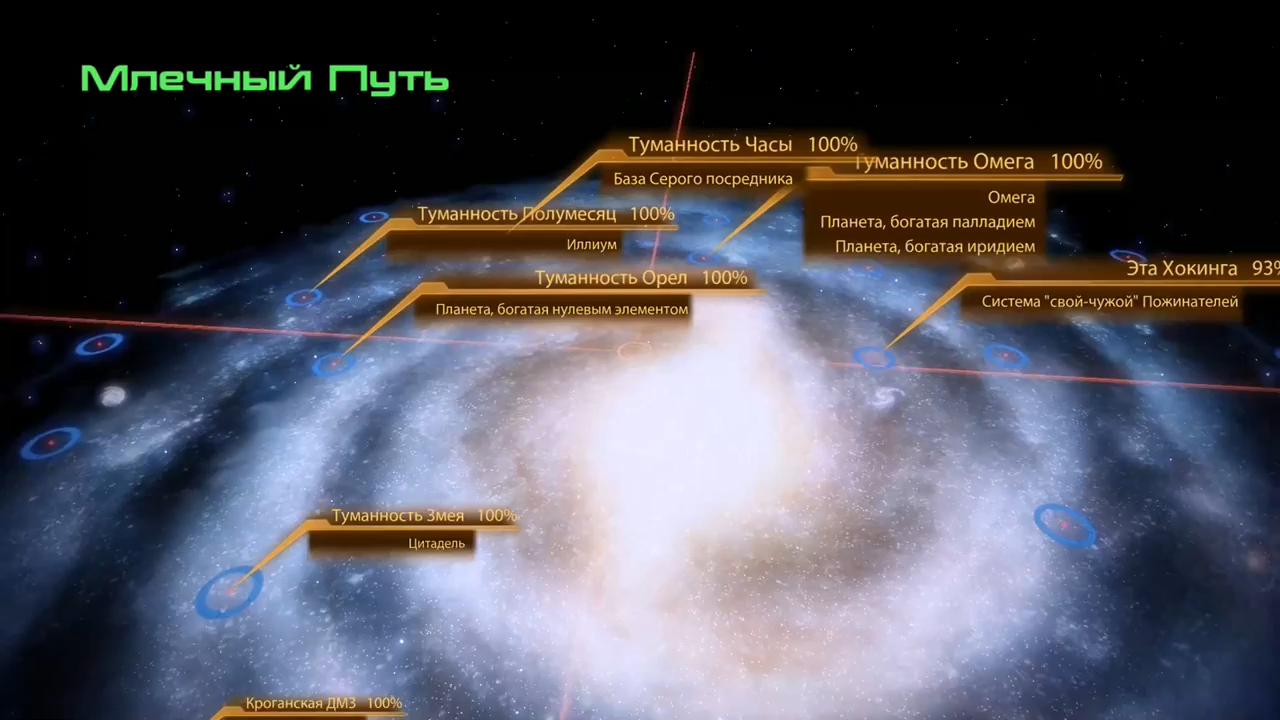 Млечный Путь
Туманность Часы 100%
База Серого посредника
Туманность Омега 100%
Омега
Планета, богатая палладием
Планета, богатая иридием
Туманность Полумесяц 100%
Иллиум
Туманность Орел 100%
Планета, богатая нулевым элементом
Эта Хокинга 93%
Система "свой-чужой" Пожинателей
Туманность Змея 100%
Цитадель
Кроганская ДМЗ 100%